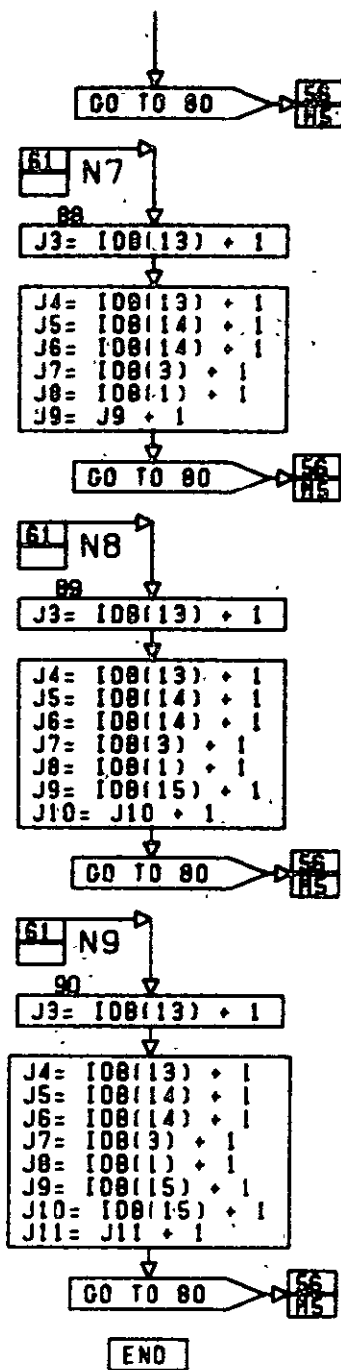 GO TO 80
56
M5
61
N7
88
J3= IDB(13) + 1
J4= IDB(13) + 1
J5= IDB(14) + 1
J6= IDB(14) + 1
J7= IDB(3) + 1
J8= IDB(1) + 1
J9= J9 + 1
GO TO 80
56
M5
61
N8
89
J3= IDB(13) + 1
J4= IDB(13) + 1
J5= IDB(14) + 1
J6= IDB(14) + 1
J7= IDB(3) + 1
J8= IDB(1) + 1
J9= IDB(15) + 1
J10= J10 + 1
GO TO 80
56
M5
61
N9
90
J3= IDB(13) + 1
J4= IDB(13) + 1
J5= IDB(14) + 1
J6= IDB(14) + 1
J7= IDB(3) + 1
J8= IDB(1) + 1
J9= IDB(15) + 1
J10= IDB(15) + 1
J11= J11 + 1
GO TO 80
56
M5
END